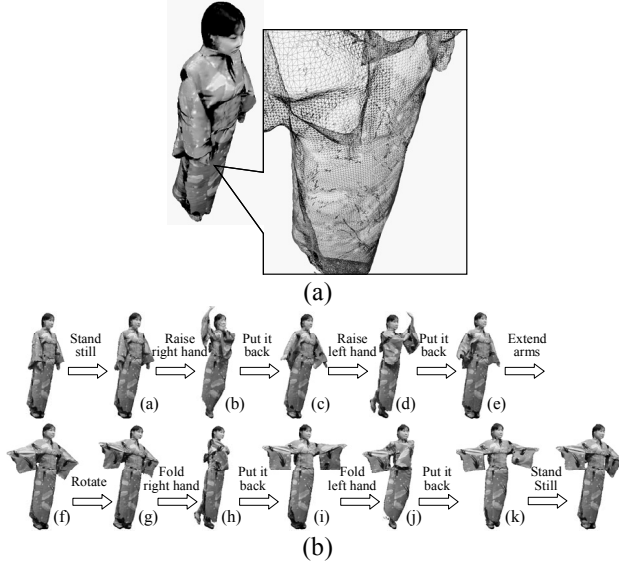 (a)
Stand
still
Raise
right hand
Put it
back
Raise
left hand
Put it
back
Extend
arms
(a)
(b)
(c)
(d)
(e)
Rotate
Fold
right hand
Put it
back
Fold
left hand
Put it
back
Stand
Still
(f)
(g)
(h)
(i)
(j)
(k)
(b)